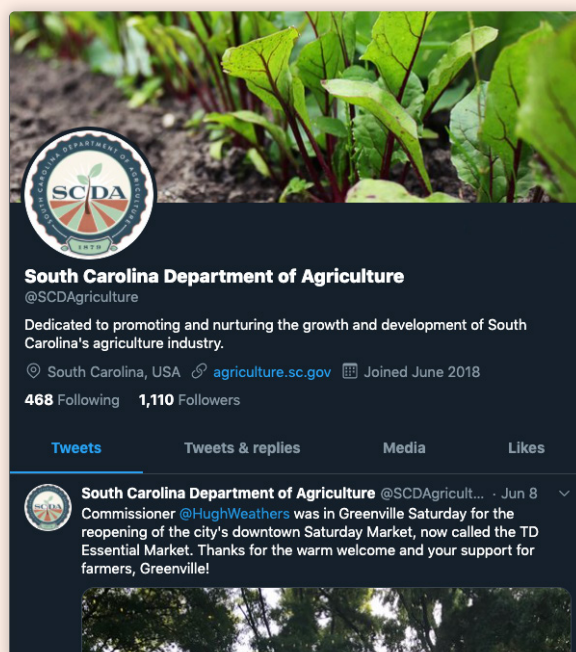 SOUTH CAROLINA DEPARTMENT OF AGRICULTURE
SCDA
1879
South Carolina Department of Agriculture
@SCDAgriculture
Dedicated to promoting and nurturing the growth and development of South
Carolina's agriculture industry.
South Carolina, USA agriculture.sc.gov Joined June 2018
468 Following 1,110 Followers
Tweets Tweets & replies Media Likes
SCDA
South Carolina Department of Agriculture @SCDAgricult... · Jun 8
Commissioner @HughWeathers was in Greenville Saturday for the
reopening of the city's downtown Saturday Market, now called the TD
Essential Market. Thanks for the warm welcome and your support for
farmers, Greenville!